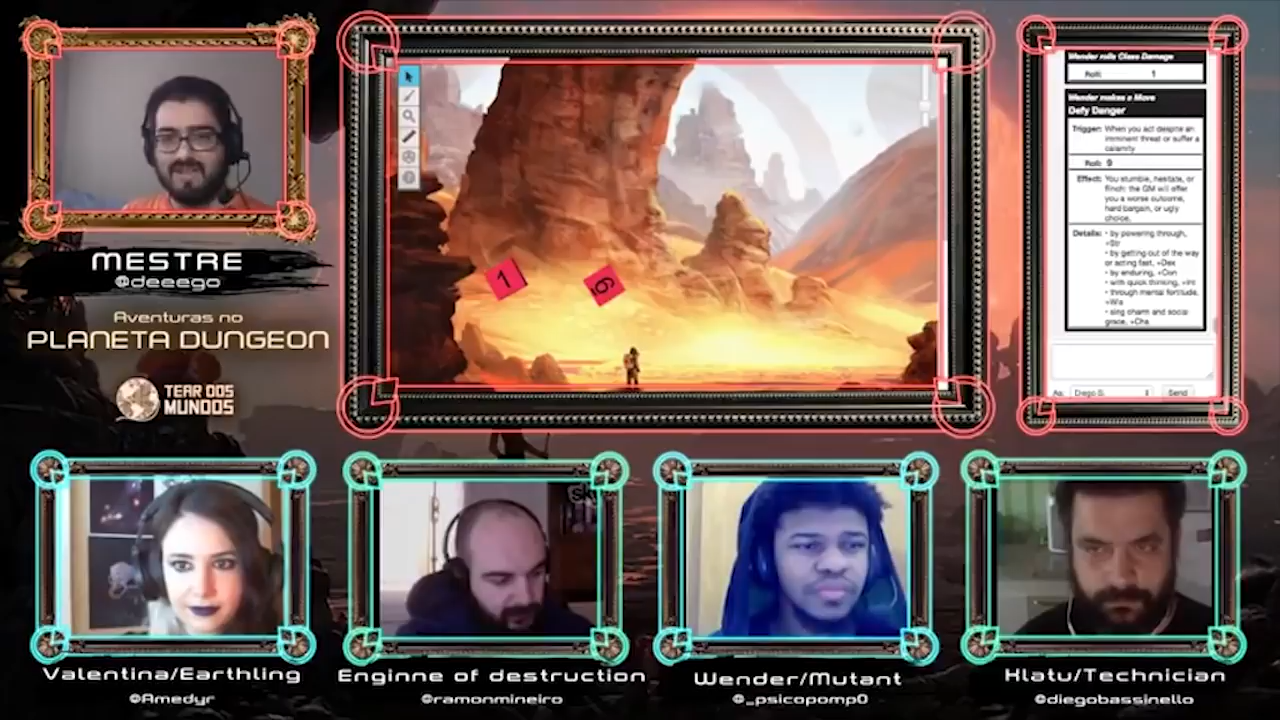 MESTRE
@deeego
Aventuras no
PLANETA DUNGEON
TEAR DOS
MUNDOS
1
6
Wender rolls Class Damage
Roll: 1
Wender makes a Move
Defy Danger
Trigger: When you act despite an
imminent threat or suffer a
calamity
Roll: 9
Effect: You stumble, hesitate, or
flinch: the GM will offer
you a worse outcome,
hard bargain, or ugly
choice.
Details: • by powering through,
+Str
• by getting out of the way
or acting fast, +Dex
• by enduring, +Con
• with quick thinking, +Int
• through mental fortitude,
+Wis
• using charm and social
grace, +Cha
As: Diego B. Send
sk
Valentina/Earthling
@Amedyr
Enginne of destruction
@ramonmineiro
Wender/Mutant
@_psicopomp0
Klatu/Technician
@diegobassinello